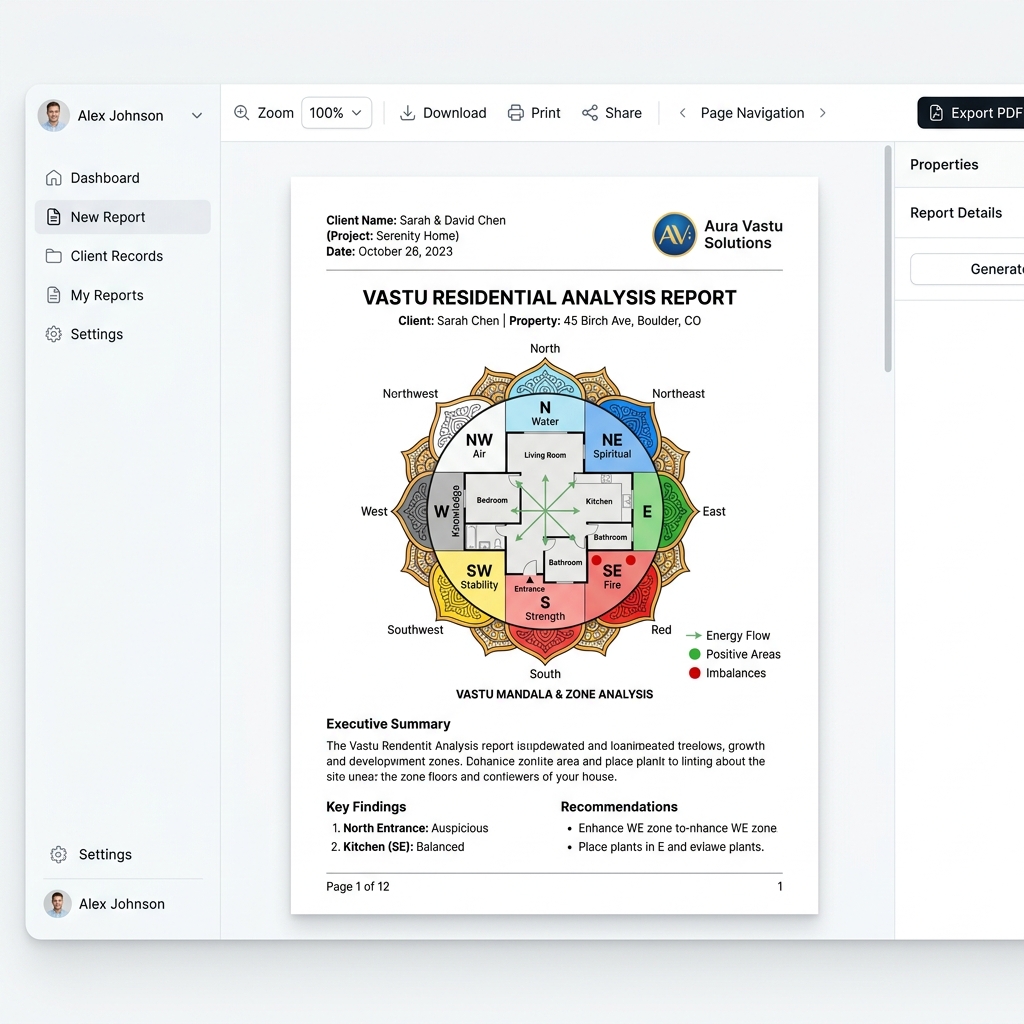 Alex Johnson
Dashboard
New Report
Client Records
My Reports
Settings
Settings
Alex Johnson
Zoom 100% Download Print Share Page Navigation Export PDF
Properties
Report Details
Generate
Client Name: Sarah & David Chen
(Project: Serenity Home)
Date: October 26, 2023
AV:
Aura Vastu
Solutions
VASTU RESIDENTIAL ANALYSIS REPORT
Client: Sarah Chen | Property: 45 Birch Ave, Boulder, CO
North
Northwest
Northeast
N
Water
NW
Air
NE
Spiritual
Living Room
Bedroom
Kitchen
West
W
E
East
Bathroom
Bathroom
SW
Stability
SE
Fire
Entrance
S
Strength
Southwest
Red
South
Energy Flow
Positive Areas
Imbalances
VASTU MANDALA & ZONE ANALYSIS
Executive Summary
The Vastu Rendentit Analysis report and treelows, growth
and development zones. zonlite area and place planlt to linting about the
site the zone floors and contiewers of your house.
Key Findings
1. North Entrance: Auspicious
2. Kitchen (SE): Balanced
Recommendations
• Enhance WE zone to-nhance WE zone
• Place plants in E and evlawe plants.
Page 1 of 12
1